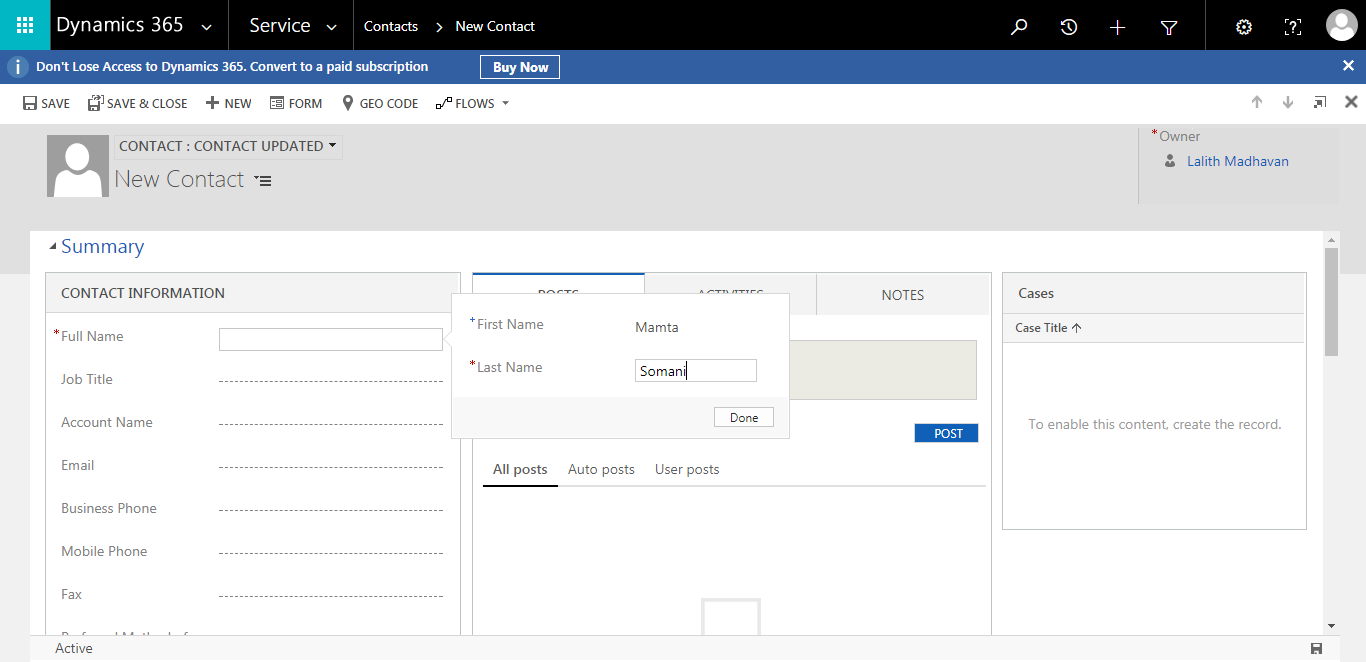 Dynamics 365
Service
Contacts > New Contact
Don't Lose Access to Dynamics 365. Convert to a paid subscription
Buy Now
SAVE
SAVE & CLOSE
NEW
FORM
GEO CODE
FLOWS
CONTACT : CONTACT UPDATED
New Contact
*Owner
Lalith Madhavan
Summary
CONTACT INFORMATION
*Full Name
Job Title
Account Name
Email
Business Phone
Mobile Phone
Fax
Preferred Method of
POSTS
ACTIVITIES
NOTES
+First Name
Mamta
*Last Name
Somani
Done
POST
All posts
Auto posts
User posts
Cases
Case Title
To enable this content, create the record.
Active